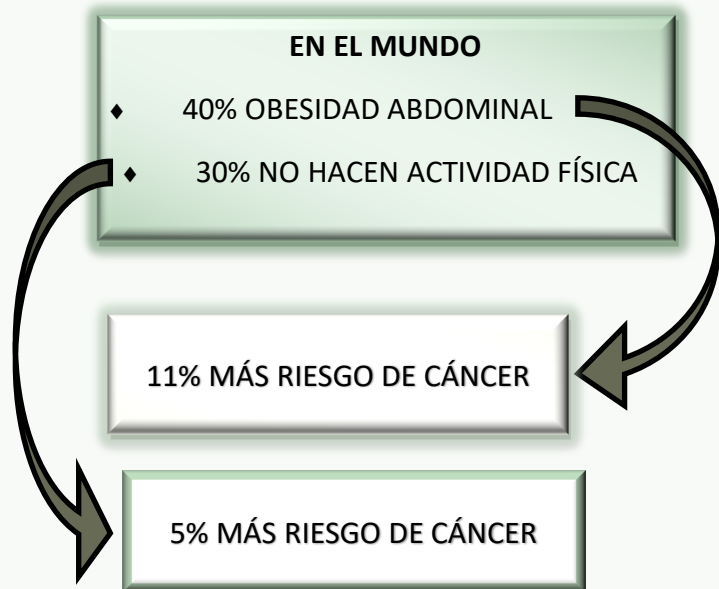 EN EL MUNDO
♦ 40% OBESIDAD ABDOMINAL
♦ 30% NO HACEN ACTIVIDAD FÍSICA
11% MÁS RIESGO DE CÁNCER
5% MÁS RIESGO DE CÁNCER